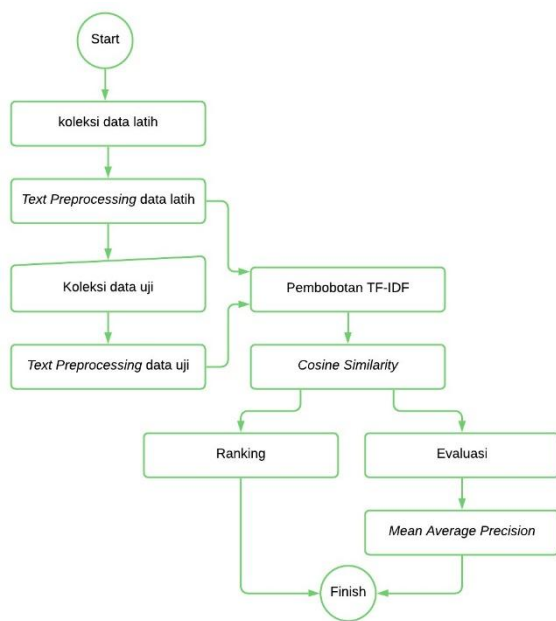 Start
koleksi data latih
Text Preprocessing data latih
Koleksi data uji
Text Preprocessing data uji
Pembobotan TF-IDF
Cosine Similarity
Ranking
Evaluasi
Mean Average Precision
Finish